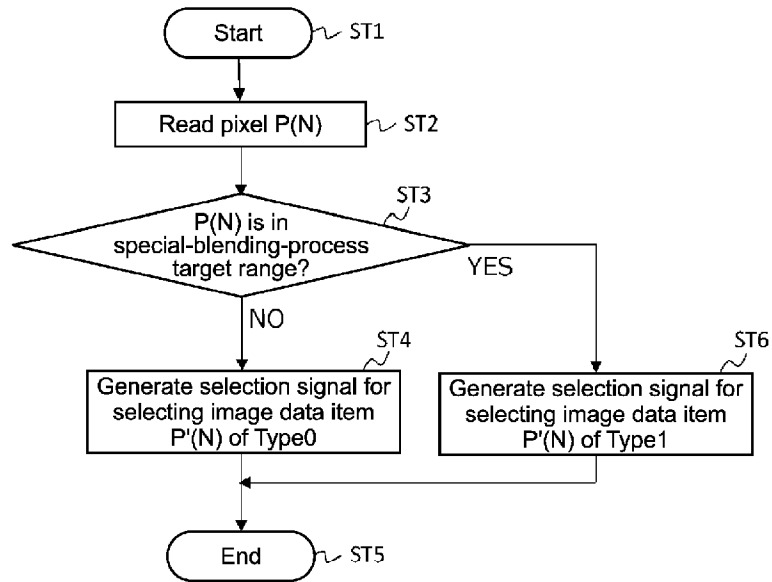 Start
ST1
Read pixel P(N)
ST2
ST3
P(N) is in
special-blending-process
target range?
YES
NO
ST4
Generate selection signal for
selecting image data item
P'(N) of Type0
ST6
Generate selection signal for
selecting image data item
P'(N) of Type1
End
ST5